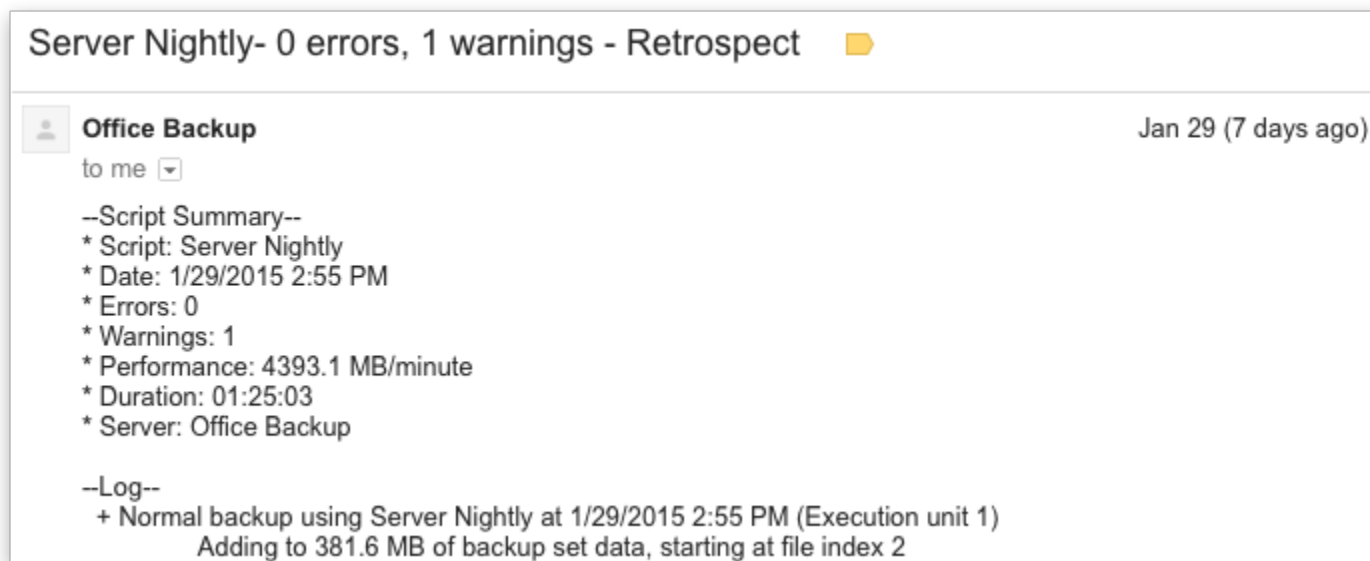 Server Nightly- 0 errors, 1 warnings - Retrospect
Office Backup
Jan 29 (7 days ago)
to me
--Script Summary--
* Script: Server Nightly
* Date: 1/29/2015 2:55 PM
* Errors: 0
* Warnings: 1
* Performance: 4393.1 MB/minute
* Duration: 01:25:03
* Server: Office Backup
--Log--
+ Normal backup using Server Nightly at 1/29/2015 2:55 PM (Execution unit 1)
Adding to 381.6 MB of backup set data, starting at file index 2